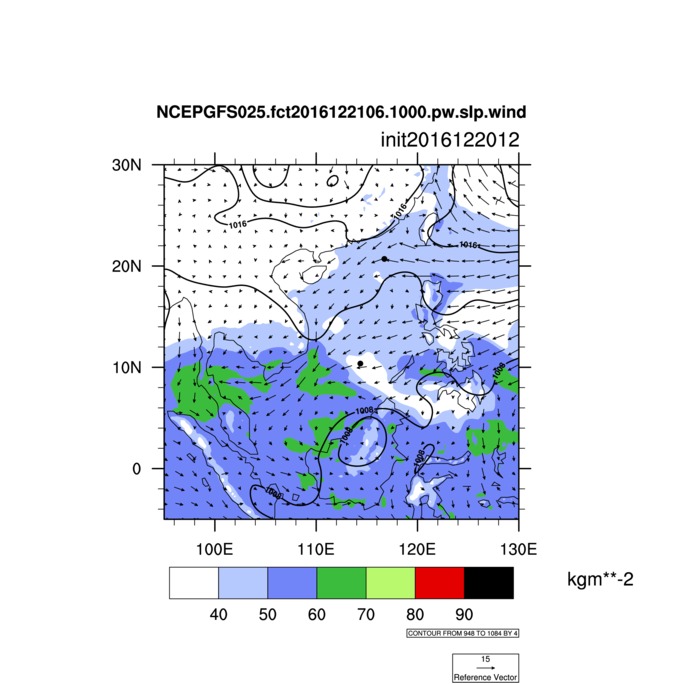 NCEPGFS025.fct2016122106.1000.pw.slp.wind
init2016122012
30N
20N
10N
0
1016
1016
1016
1008
1008
1008
1008
1008
100E 110E 120E 130E
40 50 60 70 80 90
kgm**-2
CONTOUR FROM 948 TO 1084 BY 4
15
Reference Vector